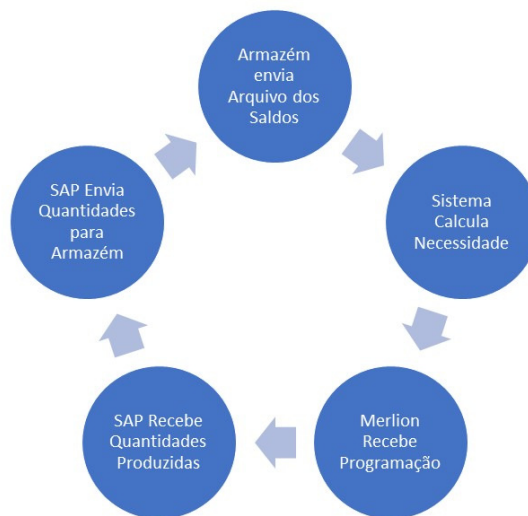 Armazém
envia
Arquivo dos
Saldos
Sistema
Calcula
Necessidade
Merlion
Recebe
Programação
SAP Recebe
Quantidades
Produzidas
SAP Envia
Quantidades
para
Armazém